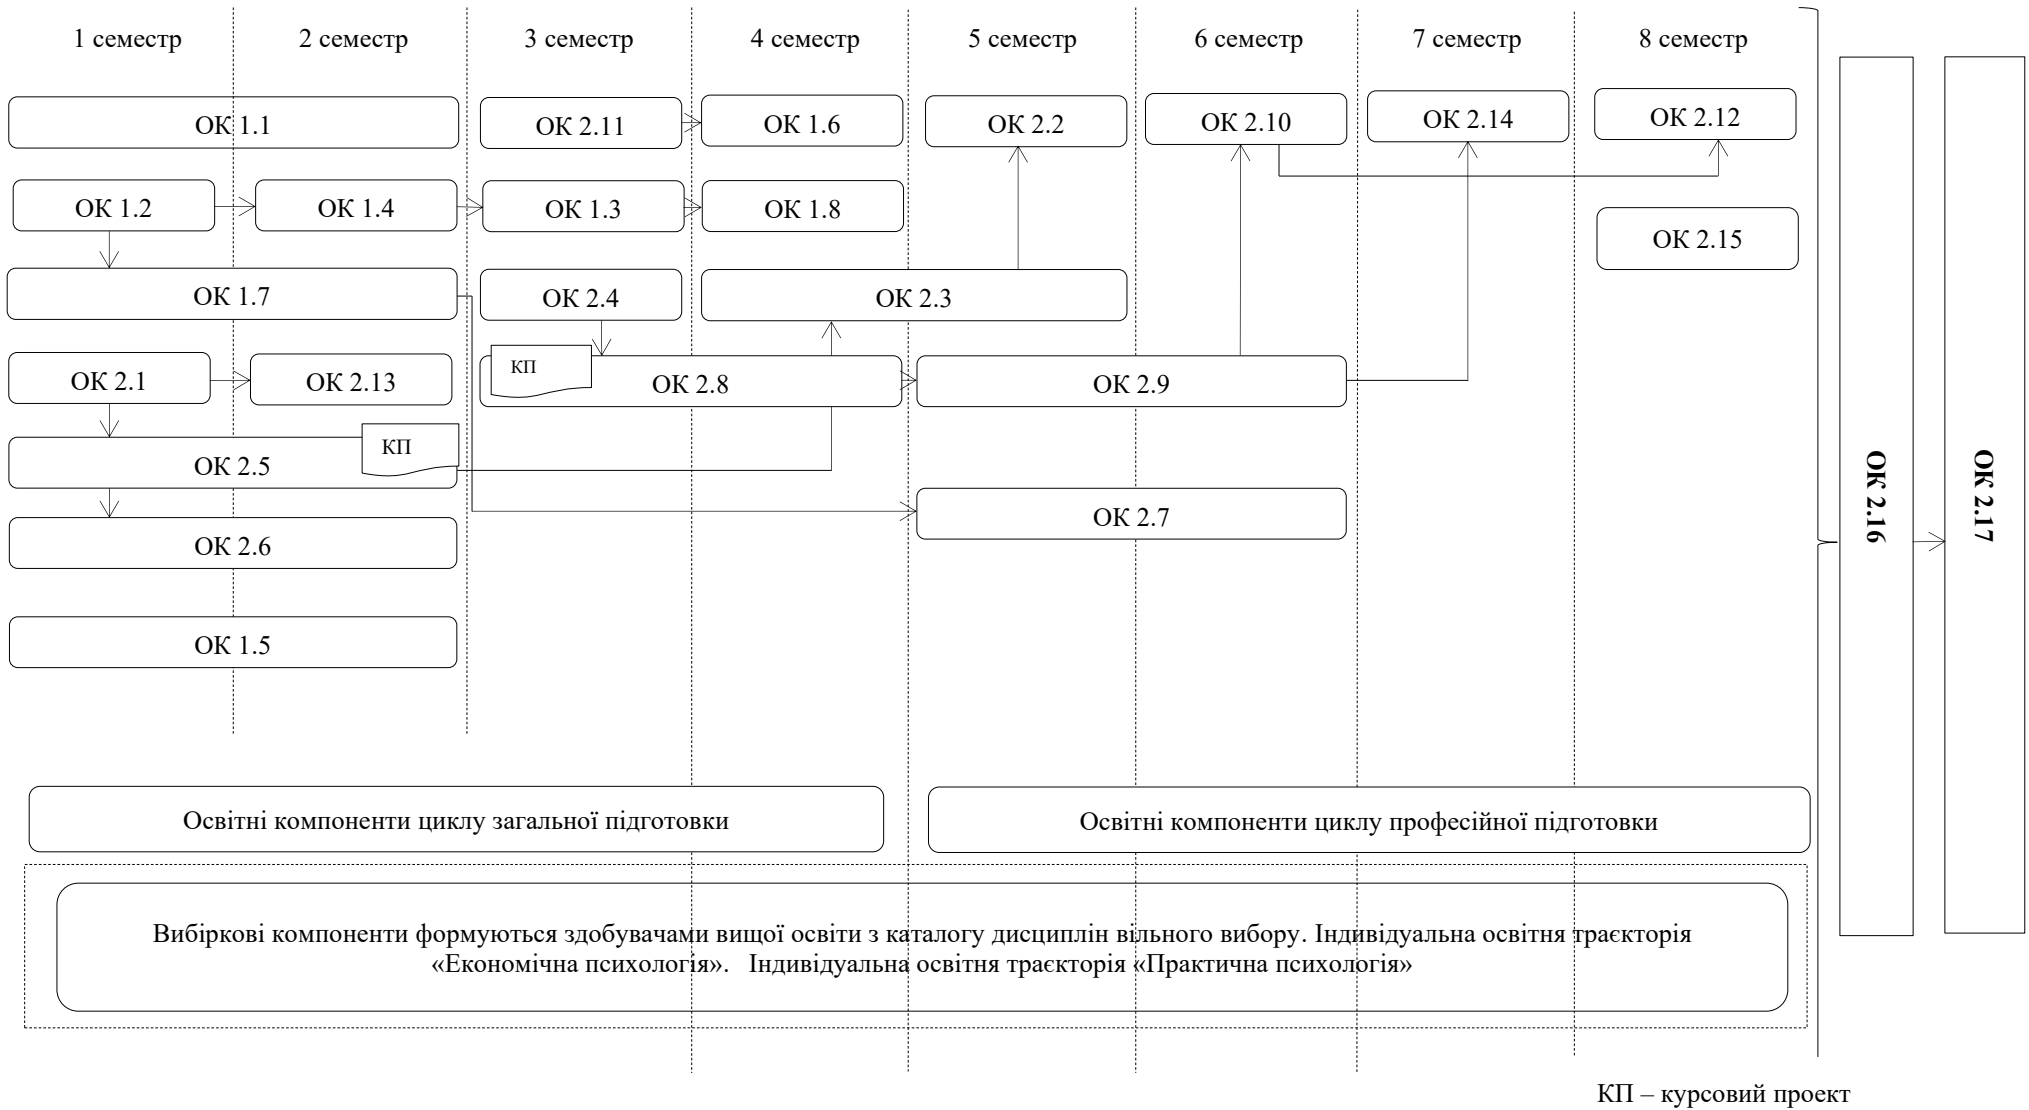 1 семестр
2 семестр
3 семестр
4 семестр
5 семестр
6 семестр
7 семестр
8 семестр
ОК 1.1
ОК 2.11
ОК 1.6
ОК 2.2
ОК 2.10
ОК 2.14
ОК 2.12
ОК 1.2
ОК 1.4
ОК 1.3
ОК 1.8
ОК 2.15
ОК 1.7
ОК 2.4
ОК 2.3
ОК 2.1
ОК 2.13
КП
ОК 2.8
ОК 2.9
ОК 2.5
КП
ОК 2.7
ОК 2.6
ОК 1.5
ОК 2.16
ОК 2.17
Освітні компоненти циклу загальної підготовки
Освітні компоненти циклу професійної підготовки
Вибіркові компоненти формуються здобувачами вищої освіти з каталогу дисциплін вільного вибору. Індивідуальна освітня траєкторія
«Економічна психологія». Індивідуальна освітня траєкторія «Практична психологія»
КП – курсовий проект